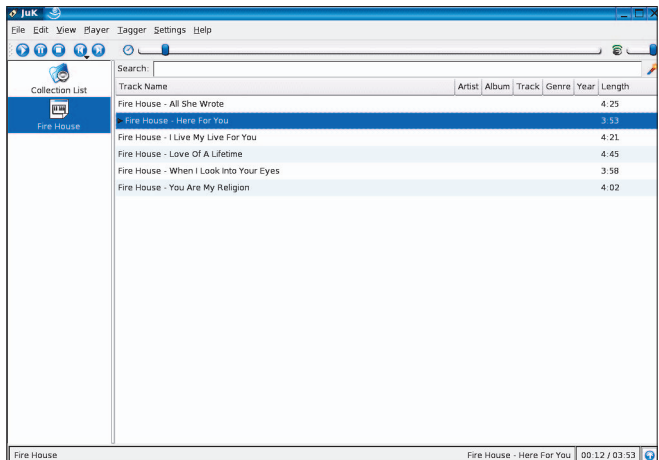 JuK
File Edit View Player Tagger Settings Help
Search:
Collection List
Fire House
Track Name Artist Album Track Genre Year Length
Fire House - All She Wrote 4:25
Fire House - Here For You 3:53
Fire House - I Live My Live For You 4:21
Fire House - Love Of A Lifetime 4:45
Fire House - When I Look Into Your Eyes 3:58
Fire House - You Are My Religion 4:02
Fire House Fire House - Here For You 00:12 / 03:53